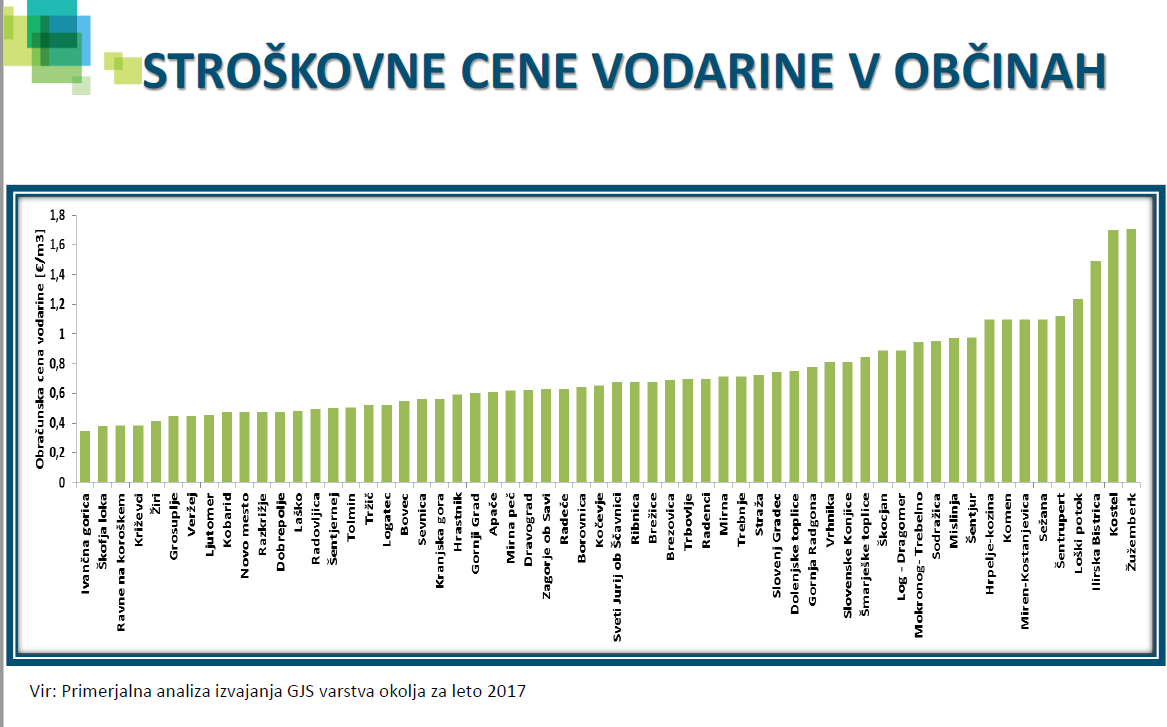 STROŠKOVNE CENE VODARINE V OBČINAH
Obračunska cena vodarine [€/m3]
1,8
1,6
1,4
1,2
1
0,8
0,6
0,4
0,2
0
Ivančna gorica
Škofja loka
Ravne na koroškem
Križevci
Žiri
Grosuplje
Veržej
Ljutomer
Kobarid
Novo mesto
Razkrižje
Dobrepolje
Laško
Radovljica
Šentjernej
Tolmin
Tržič
Logatec
Bovec
Sevnica
Kranjska gora
Hrastnik
Gornji Grad
Apače
Mirna peč
Dravograd
Zagorje ob Savi
Radeče
Borovnica
Kočevje
Sveti Jurij ob Ščavnici
Ribnica
Brežice
Brezovica
Trbovlje
Radenci
Mirna
Trebnje
Straža
Slovenj Gradec
Dolenjske toplice
Gornja Radgona
Vrhnika
Slovenske Konjice
Šmarješke toplice
Škocjan
Log - Dragomer
Mokronog- Trebelno
Sodražica
Mislinja
Šentjur
Hrpelje-kozina
Komen
Miren-Kostanjevica
Sežana
Šentrupert
Loški potok
Ilirska Bistrica
Kostel
Žužemberk
Vir: Primerjalna analiza izvajanja GJS varstva okolja za leto 2017